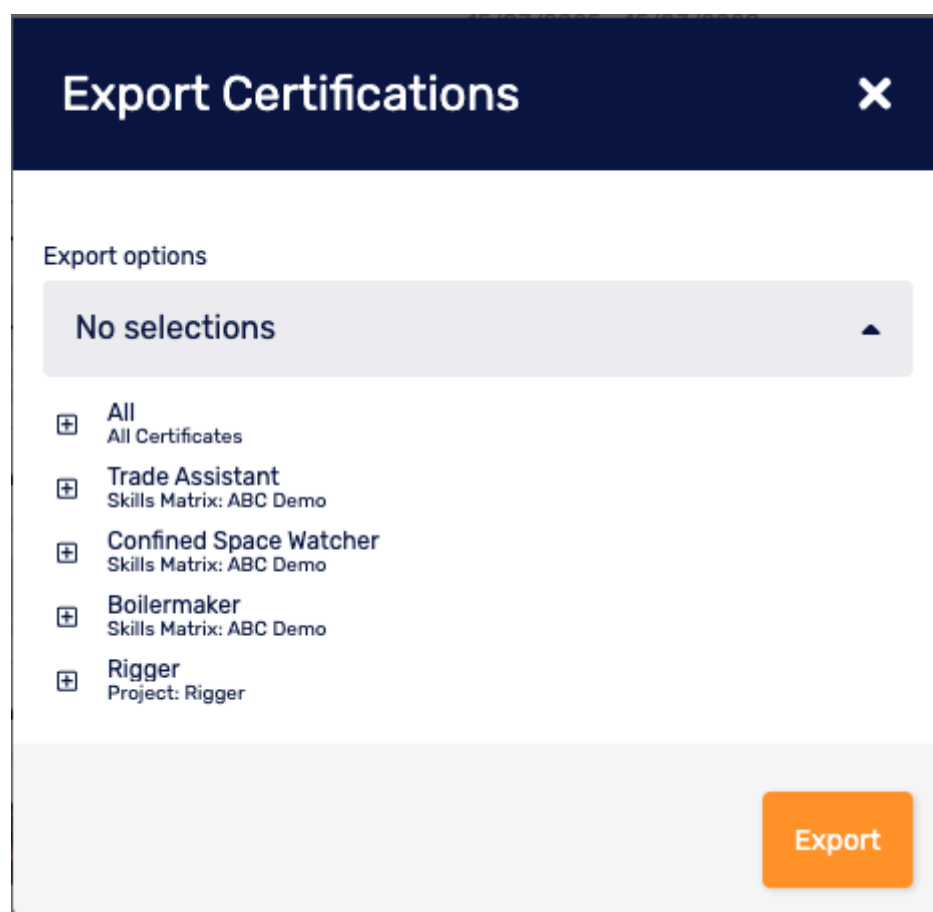 Export Certifications
Export options
No selections
All
All Certificates
Trade Assistant
Skills Matrix: ABC Demo
Confined Space Watcher
Skills Matrix: ABC Demo
Boilermaker
Skills Matrix: ABC Demo
Rigger
Project: Rigger
Export